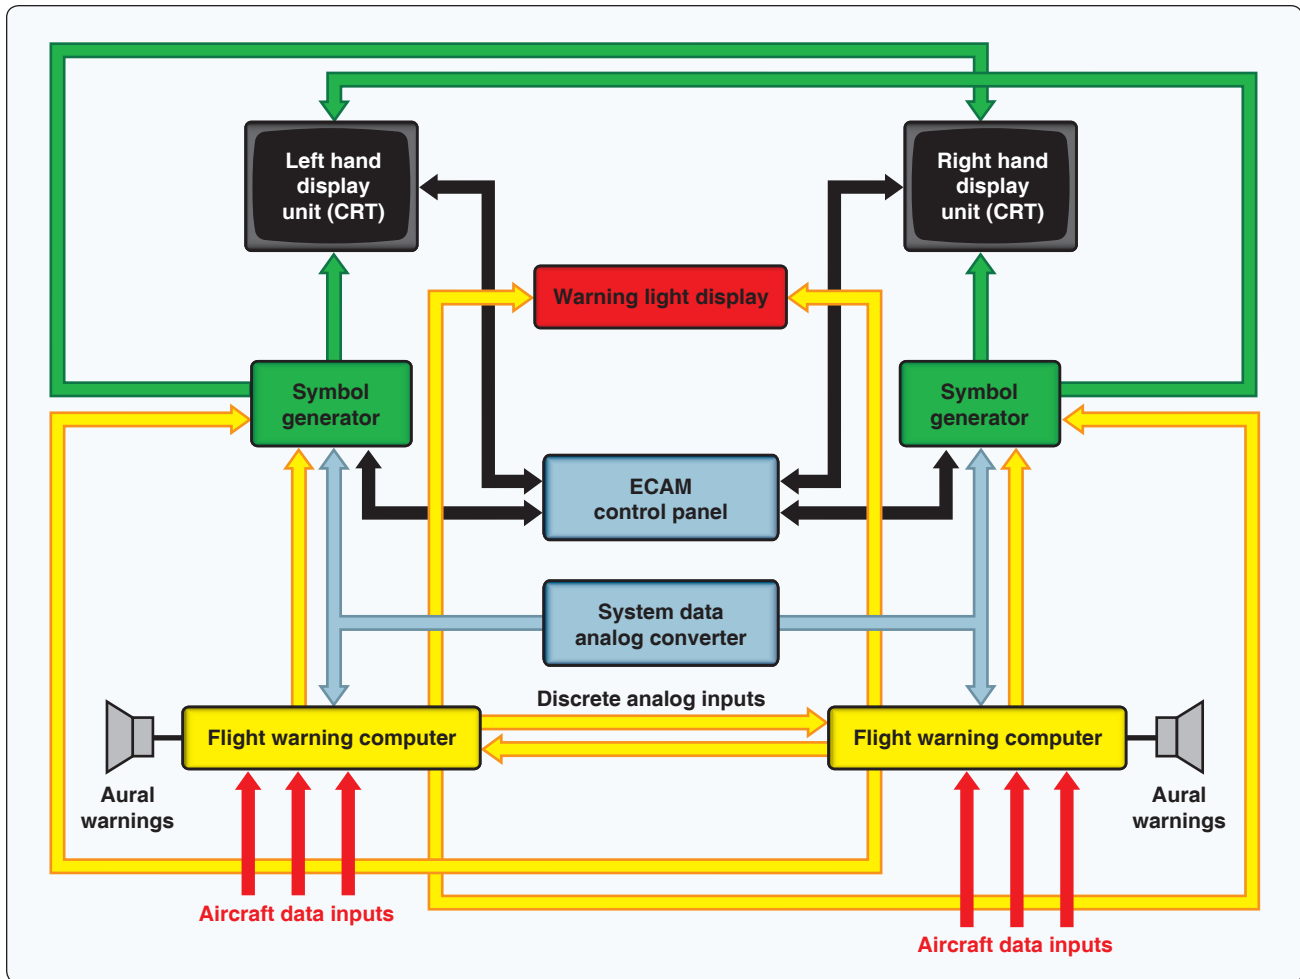 Left hand
display
unit (CRT)
Right hand
display
unit (CRT)
Warning light display
Symbol
generator
Symbol
generator
ECAM
control panel
System data
analog converter
Discrete analog inputs
Flight warning computer
Flight warning computer
Aural
warnings
Aural
warnings
Aircraft data inputs
Aircraft data inputs